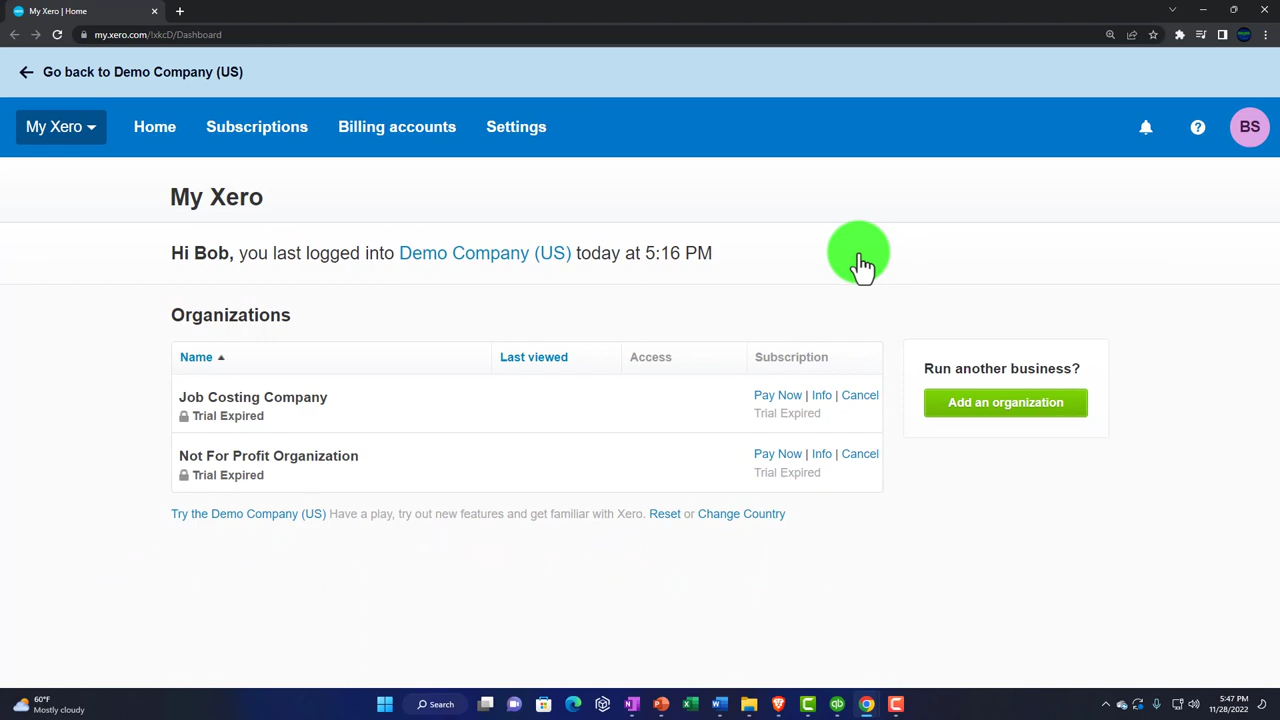 My Xero | Home
my.xero.com/!xkcD/Dashboard
Go back to Demo Company (US)
My Xero
Home
Subscriptions
Billing accounts
Settings
BS
My Xero
Hi Bob, you last logged into Demo Company (US) today at 5:16 PM
Organizations
Name
Last viewed
Access
Subscription
Job Costing Company
Trial Expired
Pay Now | Info | Cancel
Trial Expired
Not For Profit Organization
Trial Expired
Pay Now | Info | Cancel
Trial Expired
Run another business?
Add an organization
Try the Demo Company (US) Have a play, try out new features and get familiar with Xero. Reset or Change Country
60°F
Mostly cloudy
Search
5:47 PM
11/28/2022